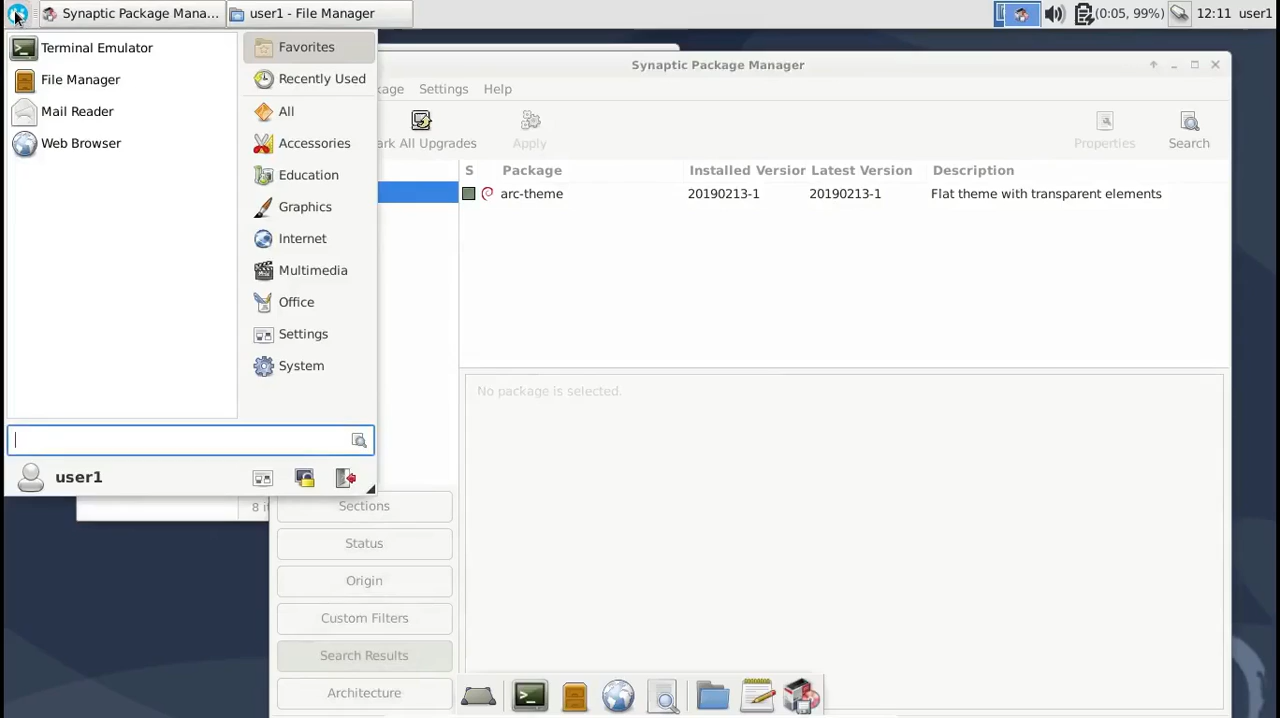 Synaptic Package Mana... user1 - File Manager (0:05, 99%) 12:11 user1
Terminal Emulator
File Manager
Mail Reader
Web Browser
Favorites
Recently Used
All
Accessories
Education
Graphics
Internet
Multimedia
Office
Settings
System
user1
Synaptic Package Manager
kage Settings Help
ark All Upgrades Apply Properties Search
S Package Installed Versior Latest Version Description
arc-theme 20190213-1 20190213-1 Flat theme with transparent elements
No package is selected.
8 it
Sections
Status
Origin
Custom Filters
Search Results
Architecture